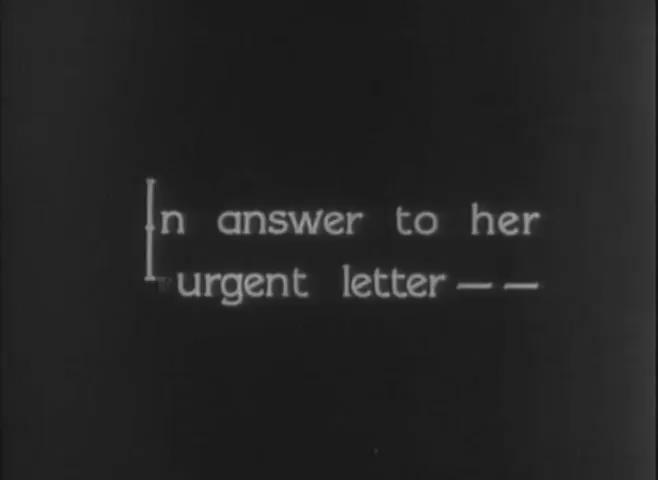 In answer to her
urgent letter — —